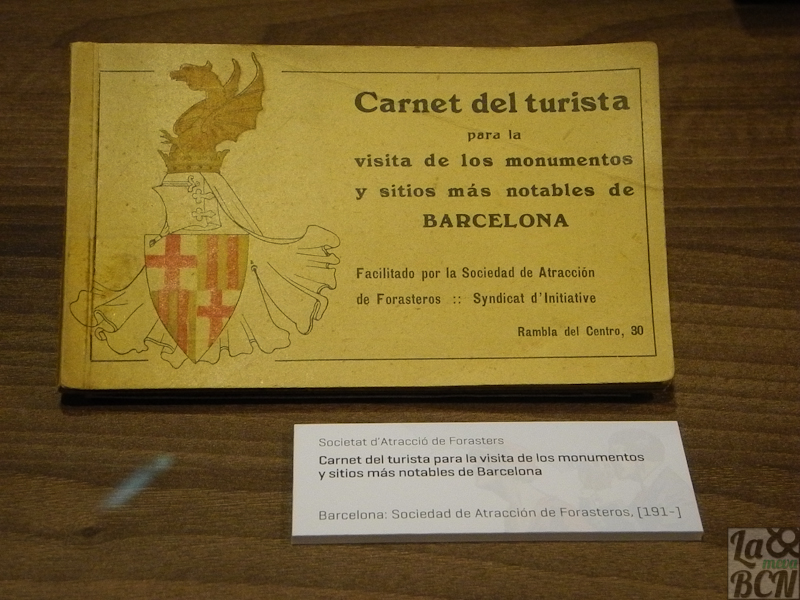 Carnet del turista
para la
visita de los monumentos
y sitios más notables de
BARCELONA
Facilitado por la Sociedad de Atracción
de Forasteros :: Syndicat d'Initiative
Rambla del Centro, 30
Societat d'Atracció de Forasters
Carnet del turista para la visita de los monumentos
y sitios más notables de Barcelona
Barcelona: Sociedad de Atracción de Forasteros, [191-]
La
meva
BCN